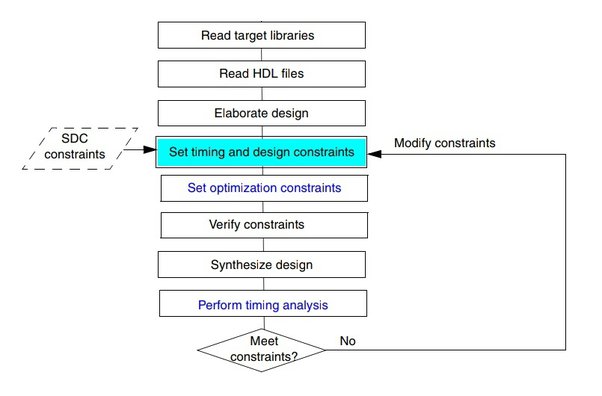 Read target libraries
Read HDL files
Elaborate design
SDC
constraints
Set timing and design constraints
Modify constraints
Set optimization constraints
Verify constraints
Synthesize design
Perform timing analysis
Meet
constraints?
No